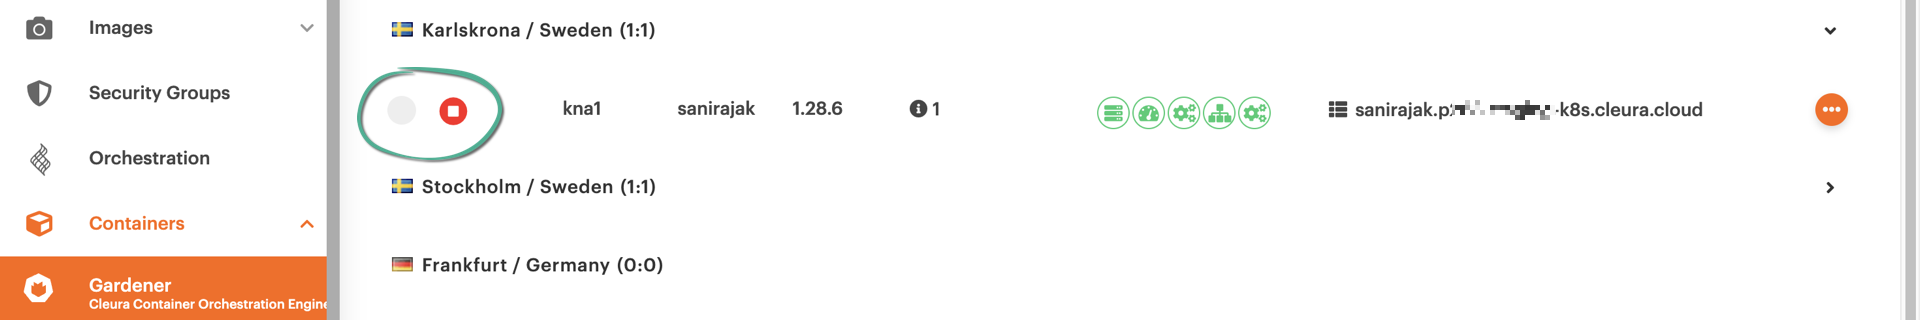 Images
Security Groups
Orchestration
Containers
Gardener
Cleura Container Orchestration Engine
Karlskrona / Sweden (1:1)
kna1 sanirajak 1.28.6 1 sanirajak.p -k8s.cleura.cloud
Stockholm / Sweden (1:1)
Frankfurt / Germany (0:0)